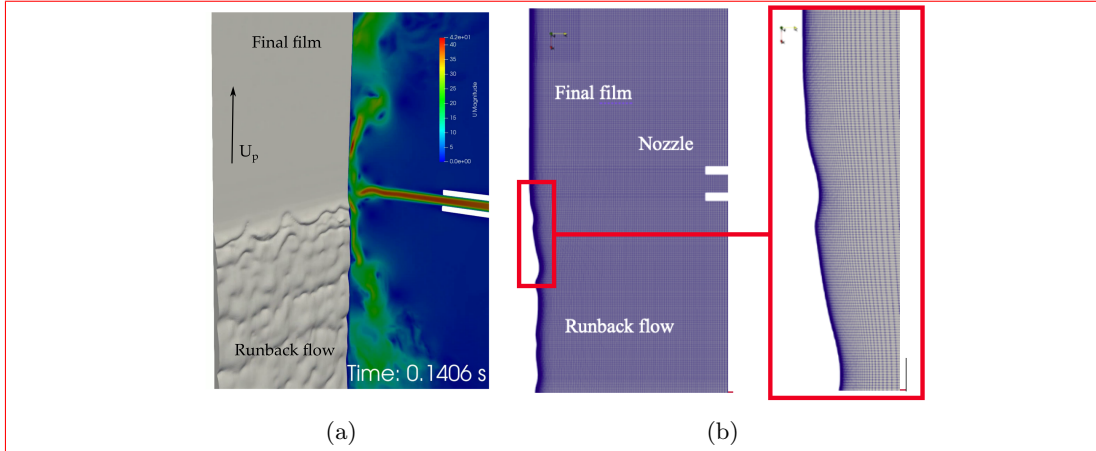 Final film
U_p
Runback flow
4.2e+01
40
35
30
25
20
15
10
5
0.0e+00
U Magnitude
Time: 0.1406 s
Final film
Nozzle
Runback flow
(a)
(b)